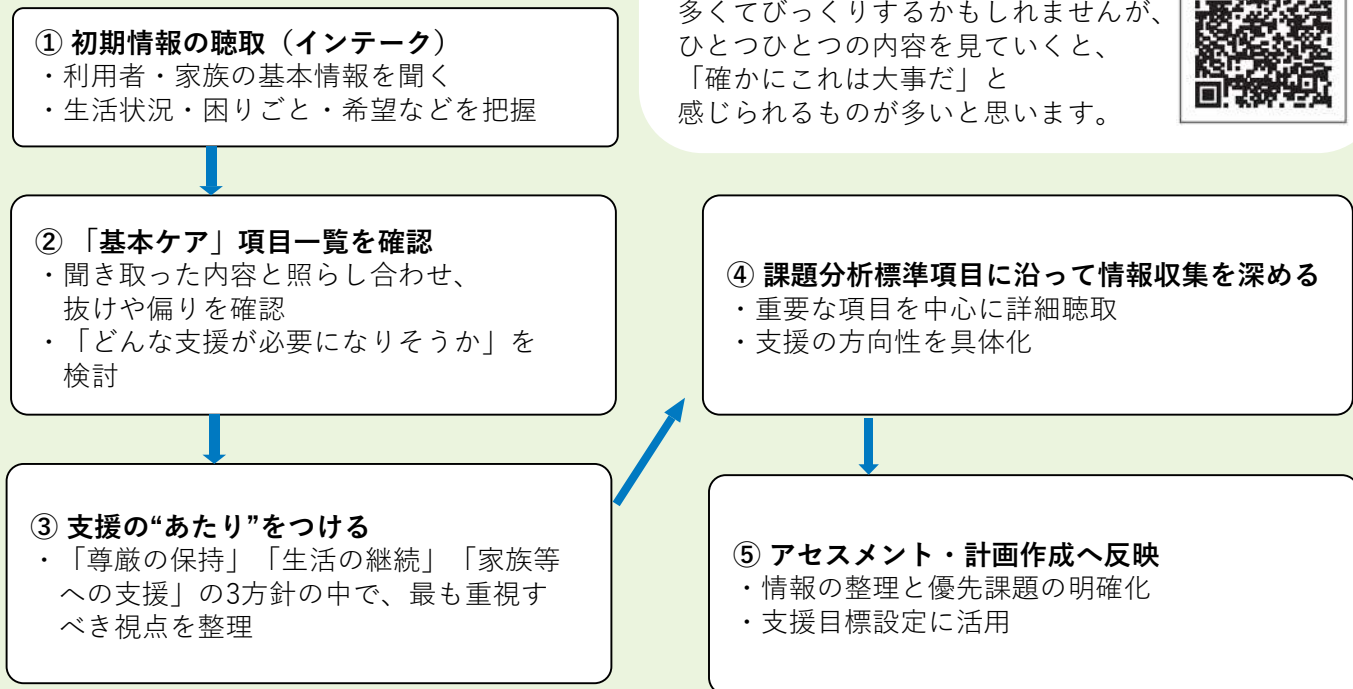 ① 初期情報の聴取（インテーク）
・利用者・家族の基本情報を聞く
・生活状況・困りごと・希望などを把握
多くてびっくりするかもしれませんが、
ひとつひとつの内容を見ていくと、
「確かにこれは大事だ」と
感じられるものが多いと思います。
② 「基本ケア」項目一覧を確認
・聞き取った内容と照らし合わせ、
抜けや偏りを確認
・「どんな支援が必要になりそうか」を
検討
③ 支援の“あたり”をつける
・「尊厳の保持」「生活の継続」「家族等
への支援」の3方針の中で、最も重視す
べき視点を整理
④ 課題分析標準項目に沿って情報収集を深める
・重要な項目を中心に詳細聴取
・支援の方向性を具体化
⑤ アセスメント・計画作成へ反映
・情報の整理と優先課題の明確化
・支援目標設定に活用